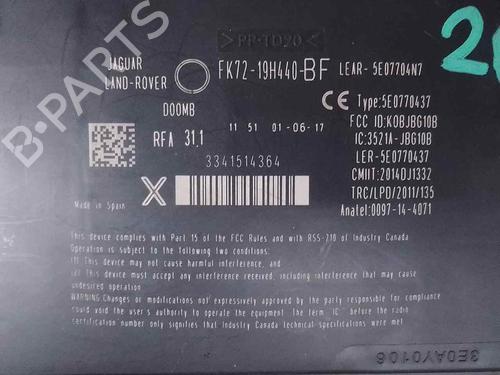 >PP-TD20<
JAGUAR
LAND-ROVER
FK72-19H440-BF
LEAR- 5E07704N7
DOOMB
RFA 31,1
11 51 01-06-17
3341514364
Type:5E0770437
FCC ID:KOBJBG10B
IC:3521A-JBG10B
LER-5E0770437
CMIIT:2014DJ1332
TRC/LPD/2011/135
Anatel:0097-14-4071
X
Made in Spain
This device complies with Part 15 of the FCC Rules and with RSS-210 of Industry Canada
Operation is subject to the following two conditions:
(1) This device may not cause harmful interference, and
(2) This device must accept any interference received, including interference that may cause
undesired operation
WARNING:Changes or modifications not expressively approved by the party responsible for compliance
could void the user's authority to operate the equipment. The term "IC" before the radio
certification number only signifies that Industry Canada technical specifications were met
3E0AY0106
B-PARTS